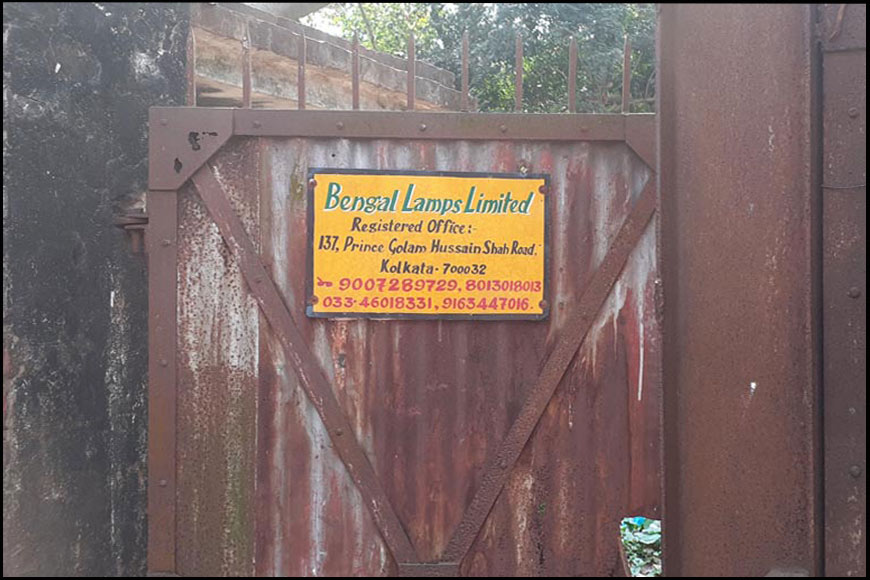 Bengal Lamps Limited
Registered Office:-
137, Prince Golam Hussain Shah Road.
Kolkata- 700032
9007289729, 8013018013
033-46018331, 9163447016.